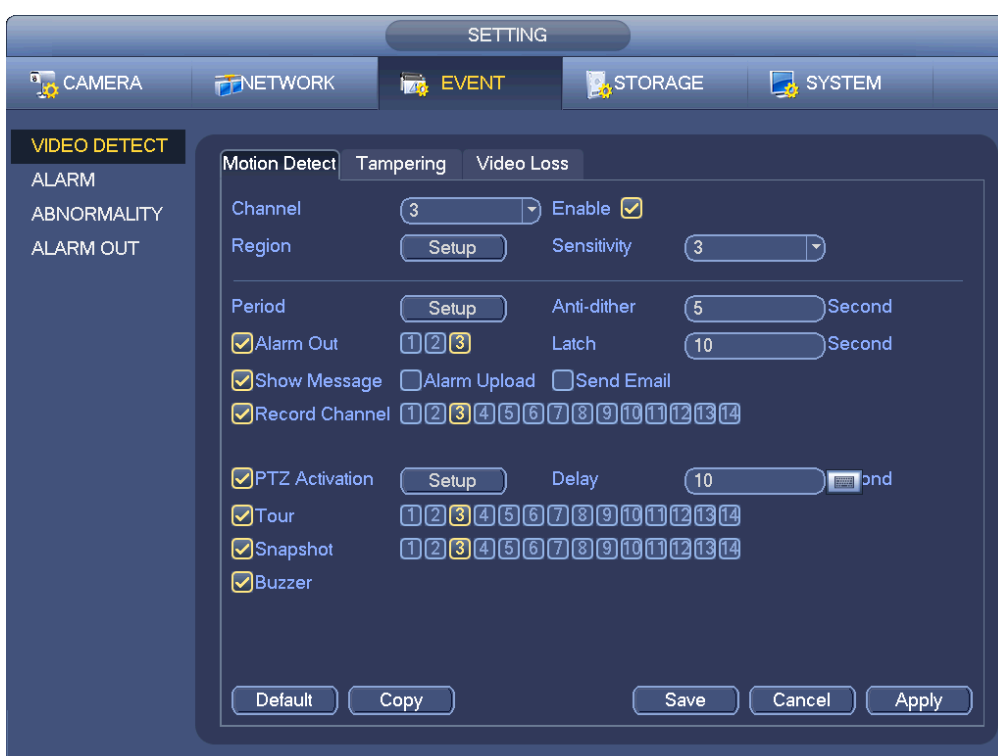 SETTING
CAMERA NETWORK EVENT STORAGE SYSTEM
VIDEO DETECT
ALARM
ABNORMALITY
ALARM OUT
Motion Detect Tampering Video Loss
Channel 3 Enable
Region Setup Sensitivity 3
Period Setup Anti-dither 5 Second
Alarm Out 1 2 3 Latch 10 Second
Show Message Alarm Upload Send Email
Record Channel 1 2 3 4 5 6 7 8 9 10 11 12 13 14
PTZ Activation Setup Delay 10 ond
Tour 1 2 3 4 5 6 7 8 9 10 11 12 13 14
Snapshot 1 2 3 4 5 6 7 8 9 10 11 12 13 14
Buzzer
Default Copy Save Cancel Apply